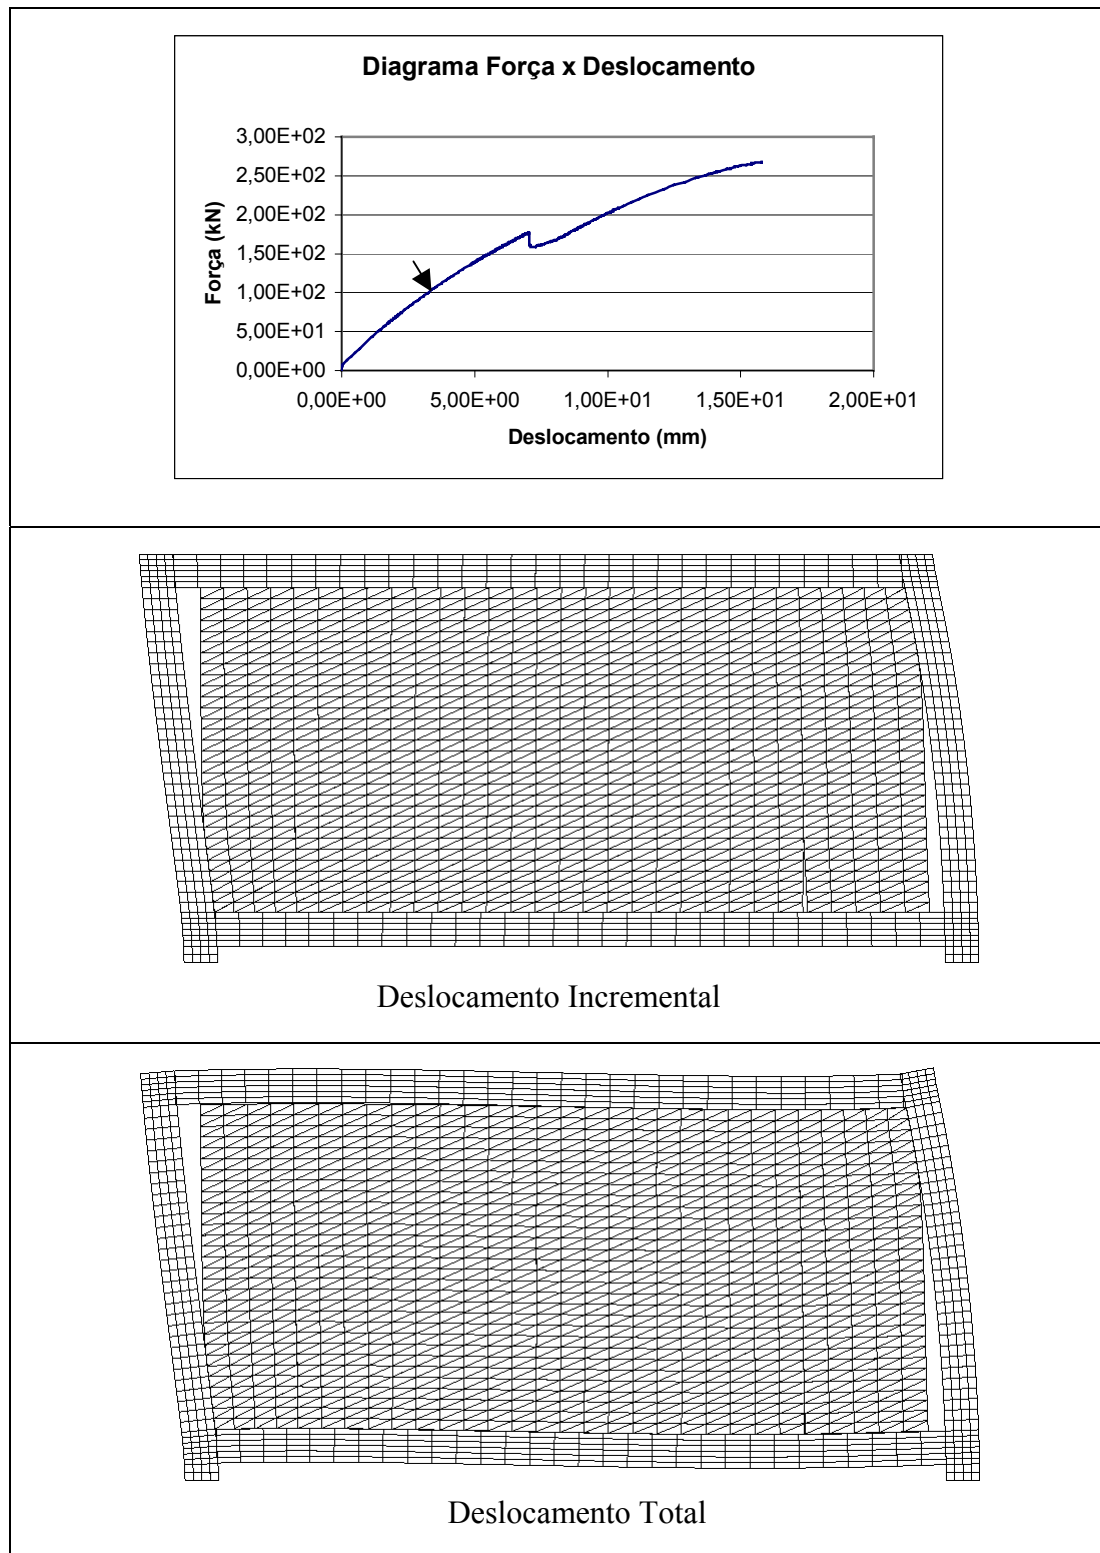 Diagrama Força x Deslocamento
3,00E+02
2,50E+02
2,00E+02
1,50E+02
1,00E+02
5,00E+01
0,00E+00
Força (kN)
0,00E+00 5,00E+00 1,00E+01 1,50E+01 2,00E+01
Deslocamento (mm)
Deslocamento Incremental
Deslocamento Total